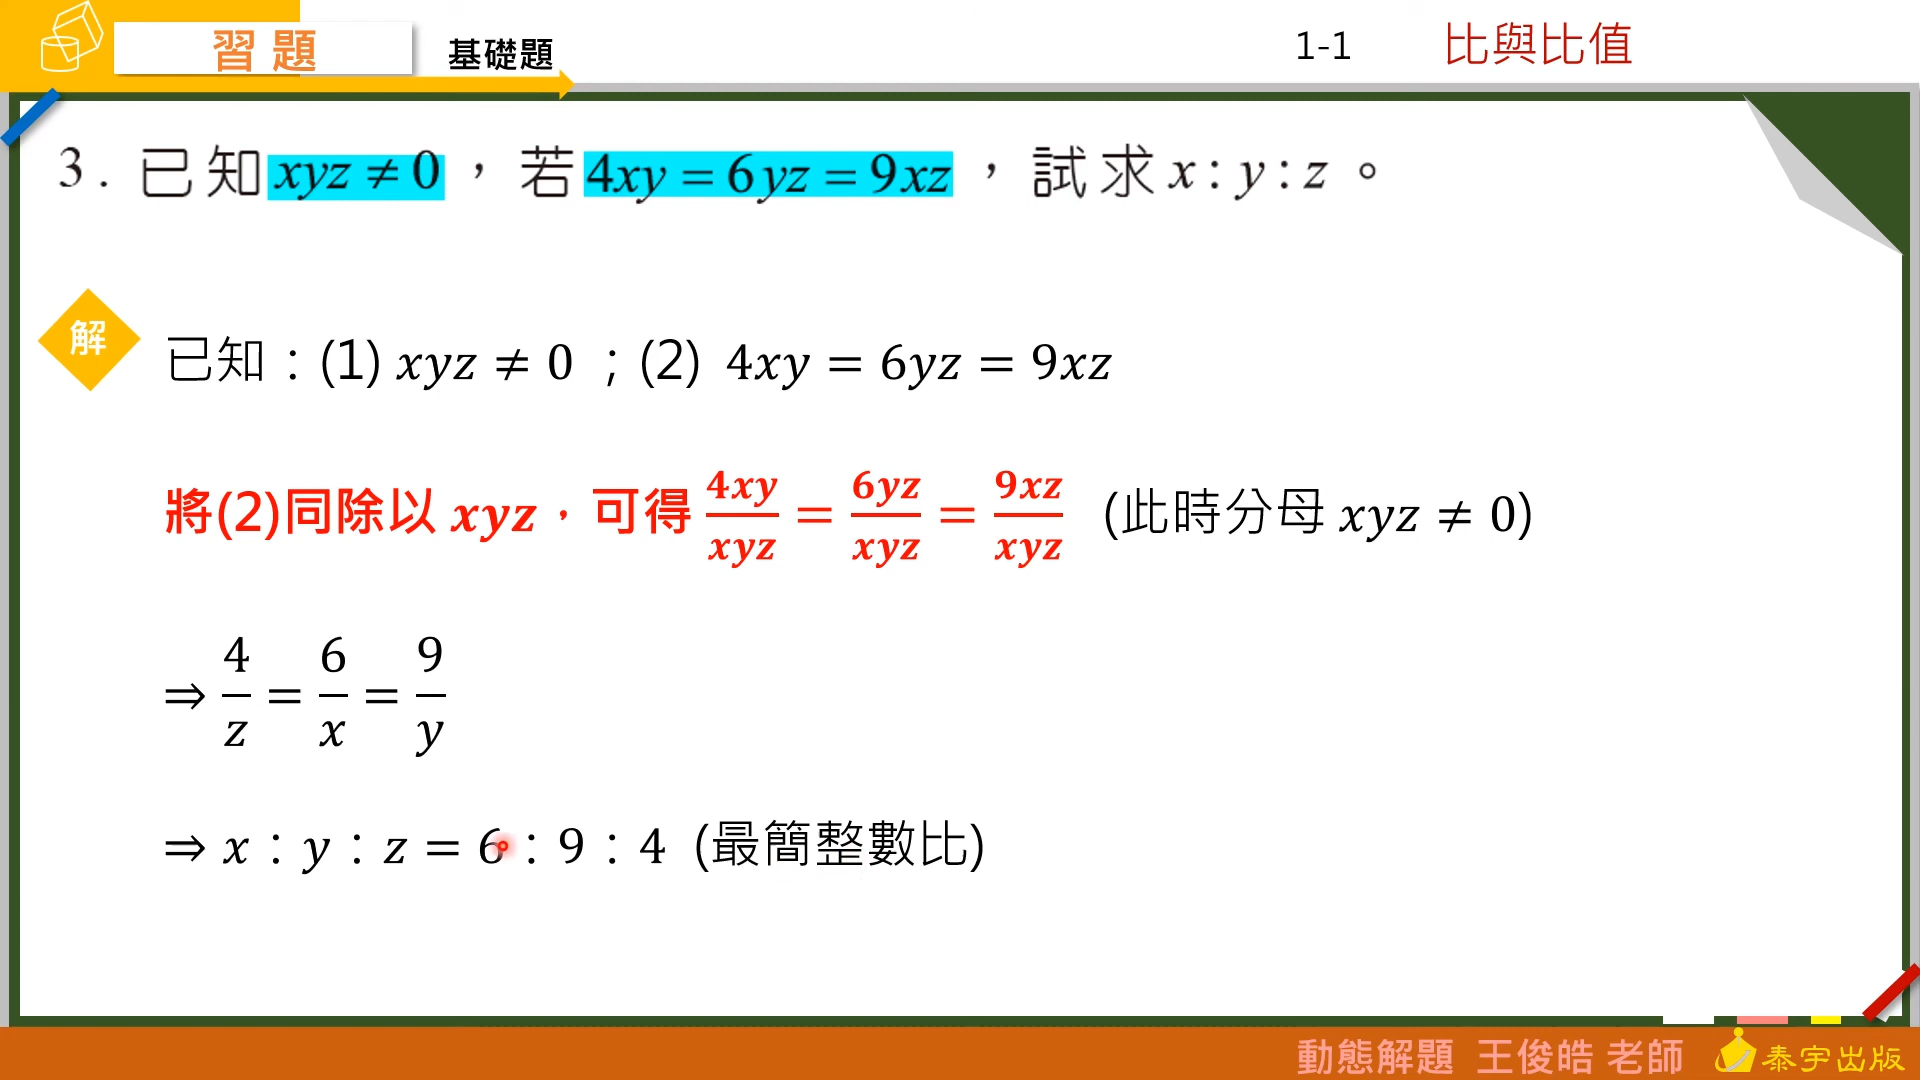 習題 基礎題 1-1 比與比值
3. 已知 xyz ≠ 0，若 4xy = 6yz = 9xz，試求 x : y : z。
解 已知：(1) xyz ≠ 0；(2) 4xy = 6yz = 9xz
將(2)同除以 xyz，可得 4xy/xyz = 6yz/xyz = 9xz/xyz (此時分母 xyz ≠ 0)
⇒ 4/z = 6/x = 9/y
⇒ x : y : z = 6 : 9 : 4 (最簡整數比)
動態解題 王俊皓 老師 泰宇出版